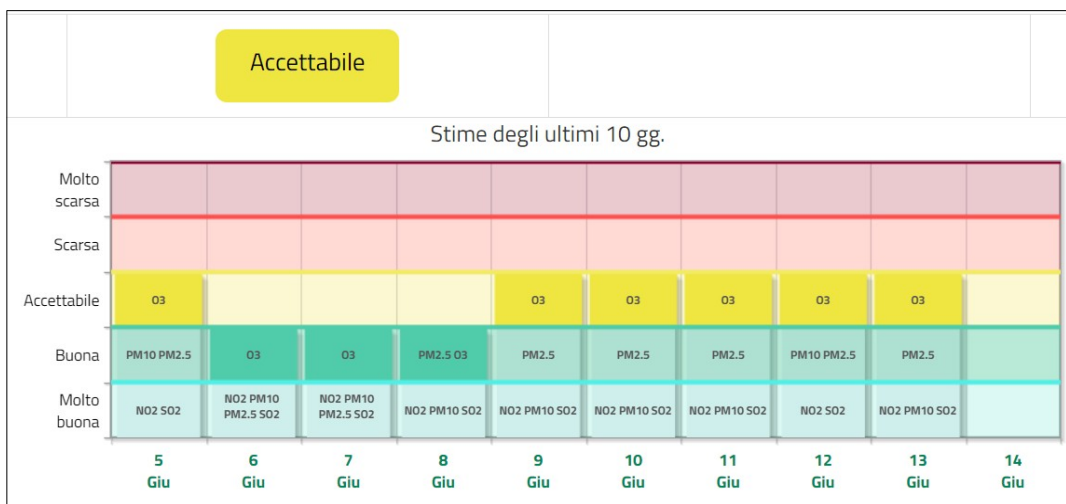 Accettabile
Stime degli ultimi 10 gg.
Molto
scarsa
Scarsa
Accettabile
O3
O3
O3
O3
O3
O3
Buona
PM10 PM2.5
O3
O3
PM2.5 O3
PM2.5
PM2.5
PM2.5
PM10 PM2.5
PM2.5
Molto
buona
NO2 SO2
NO2 PM10
PM2.5 SO2
NO2 PM10
PM2.5 SO2
NO2 PM10 SO2
NO2 PM10 SO2
NO2 PM10 SO2
NO2 PM10 SO2
NO2 SO2
NO2 PM10 SO2
5
Giu
6
Giu
7
Giu
8
Giu
9
Giu
10
Giu
11
Giu
12
Giu
13
Giu
14
Giu